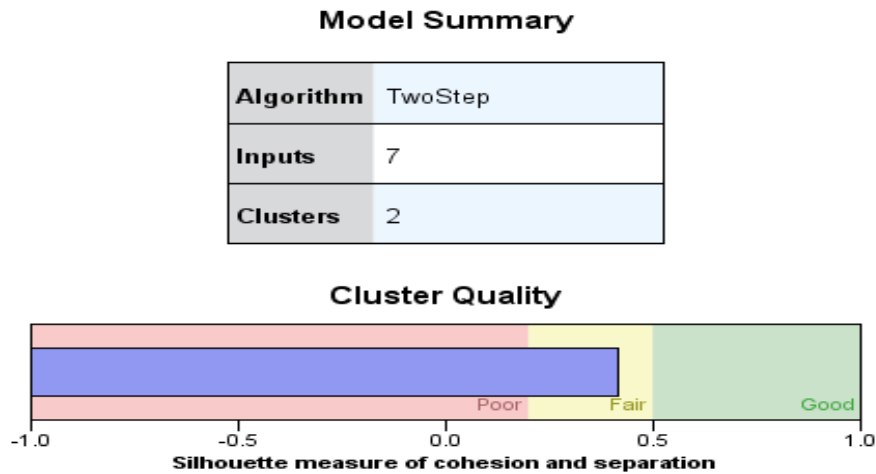 Model Summary
Algorithm TwoStep
Inputs 7
Clusters 2
Cluster Quality
Poor Fair Good
-1.0 -0.5 0.0 0.5 1.0
Silhouette measure of cohesion and separation